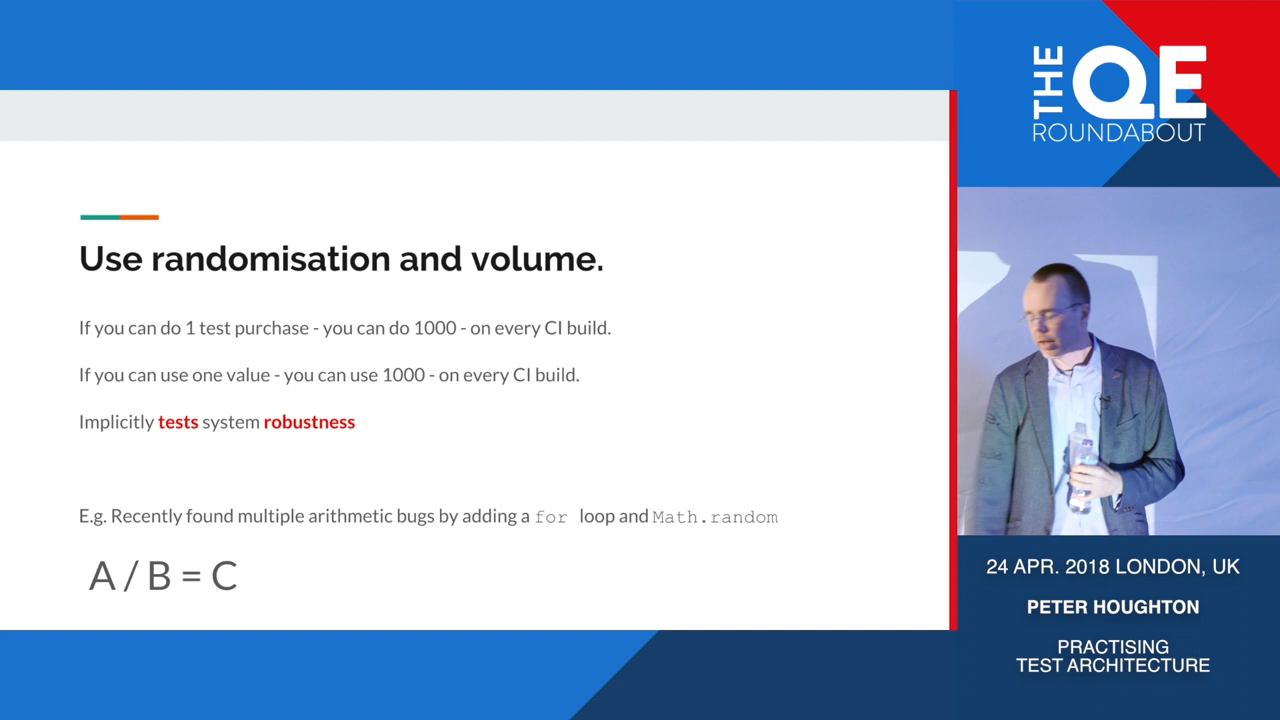 Use randomisation and volume.
If you can do 1 test purchase - you can do 1000 - on every CI build.
If you can use one value - you can use 1000 - on every CI build.
Implicitly tests system robustness
E.g. Recently found multiple arithmetic bugs by adding a for loop and Math.random
A / B = C
THE
QE
ROUNDABOUT
24 APR. 2018 LONDON, UK
PETER HOUGHTON
PRACTISING
TEST ARCHITECTURE